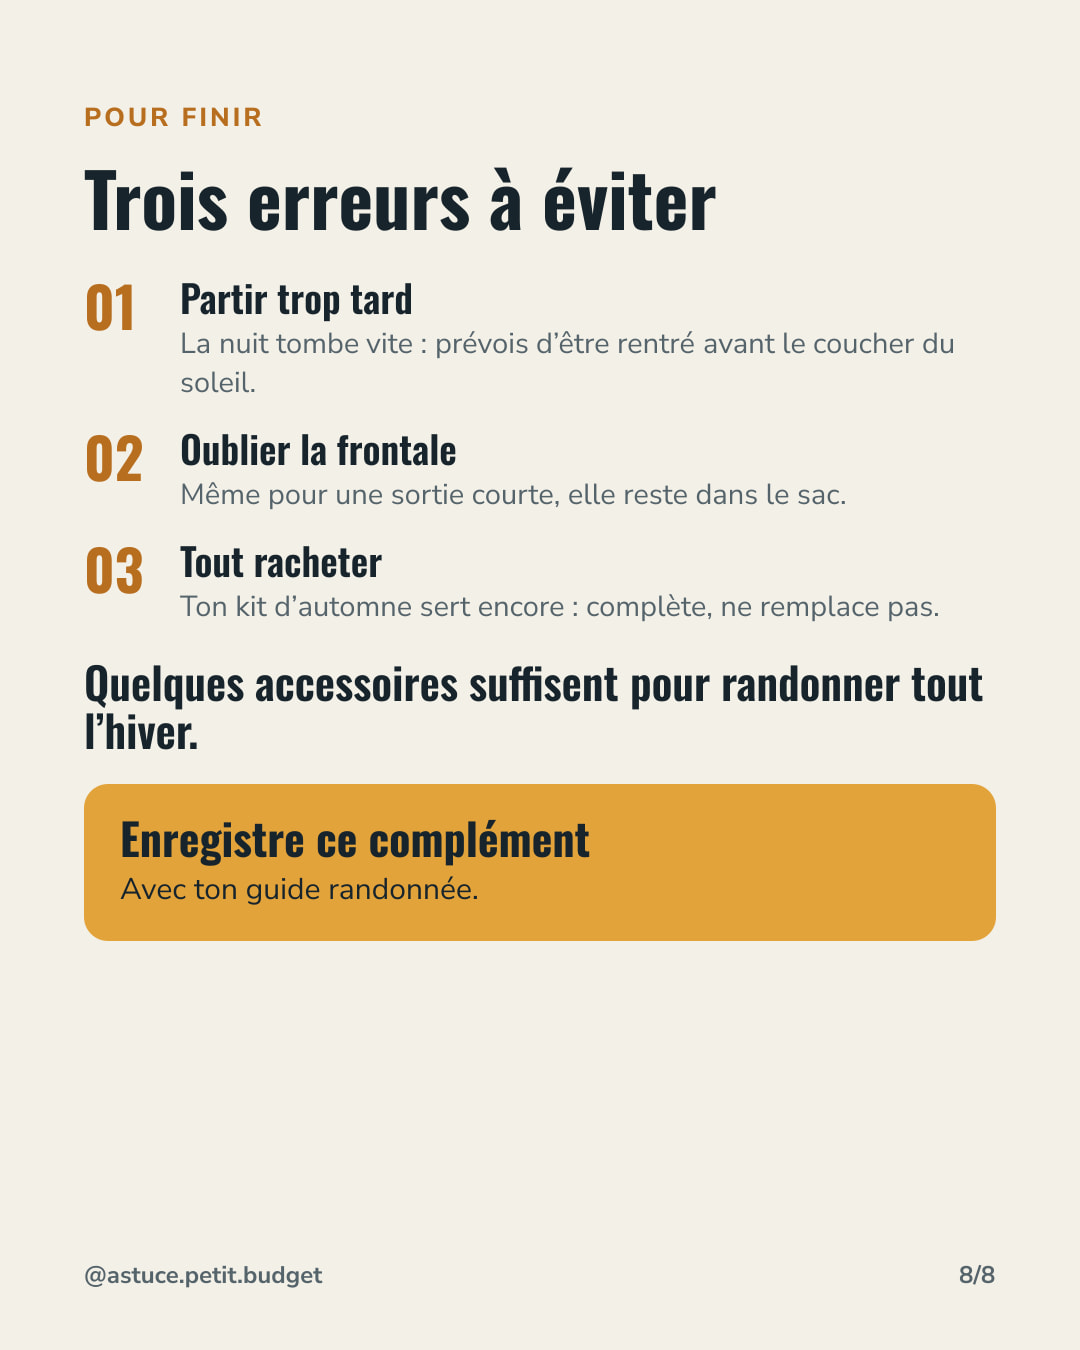 POUR FINIR
Trois erreurs à éviter
01
Partir trop tard
La nuit tombe vite : prévois d’être rentré avant le coucher du
soleil.
02
Oublier la frontale
Même pour une sortie courte, elle reste dans le sac.
03
Tout racheter
Ton kit d’automne sert encore : complète, ne remplace pas.
Quelques accessoires suffisent pour randonner tout
l’hiver.
Enregistre ce complément
Avec ton guide randonnée.
@astuce.petit.budget
8/8